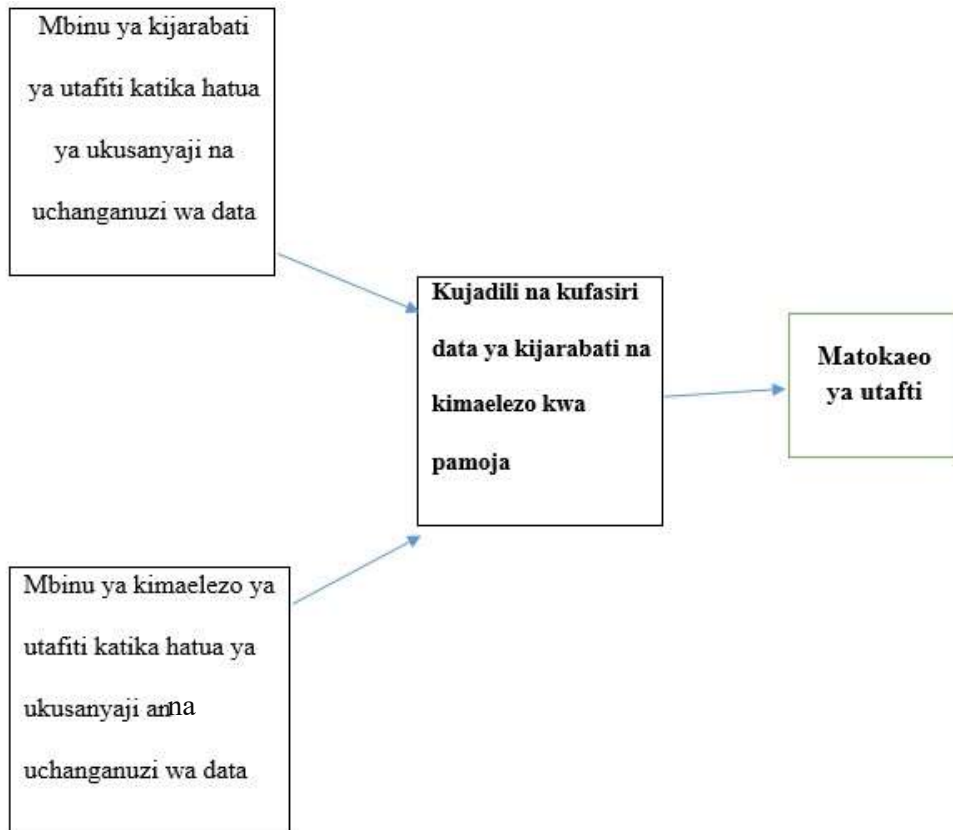 Mbinu ya kijarabati
ya utafiti katika hatua
ya ukusanyaji na
uchanganuzi wa data
Kujadili na kufasiri
data ya kijarabati na
kimaelezo kwa
pamoja
Matokaeo
ya utafti
Mbinu ya kimaelezo ya
utafiti katika hatua ya
ukusanyaji anna
uchanganuzi wa data